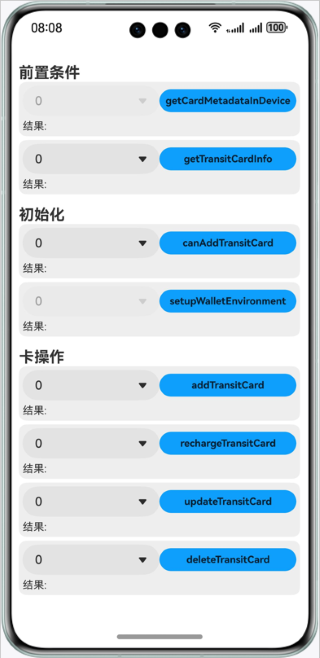 08:08
100
前置条件
0
getCardMetadataInDevice
结果:
0
getTransitCardInfo
结果:
初始化
0
canAddTransitCard
结果:
0
setupWalletEnvironment
结果:
卡操作
0
addTransitCard
结果:
0
rechargeTransitCard
结果:
0
updateTransitCard
结果:
0
deleteTransitCard
结果: